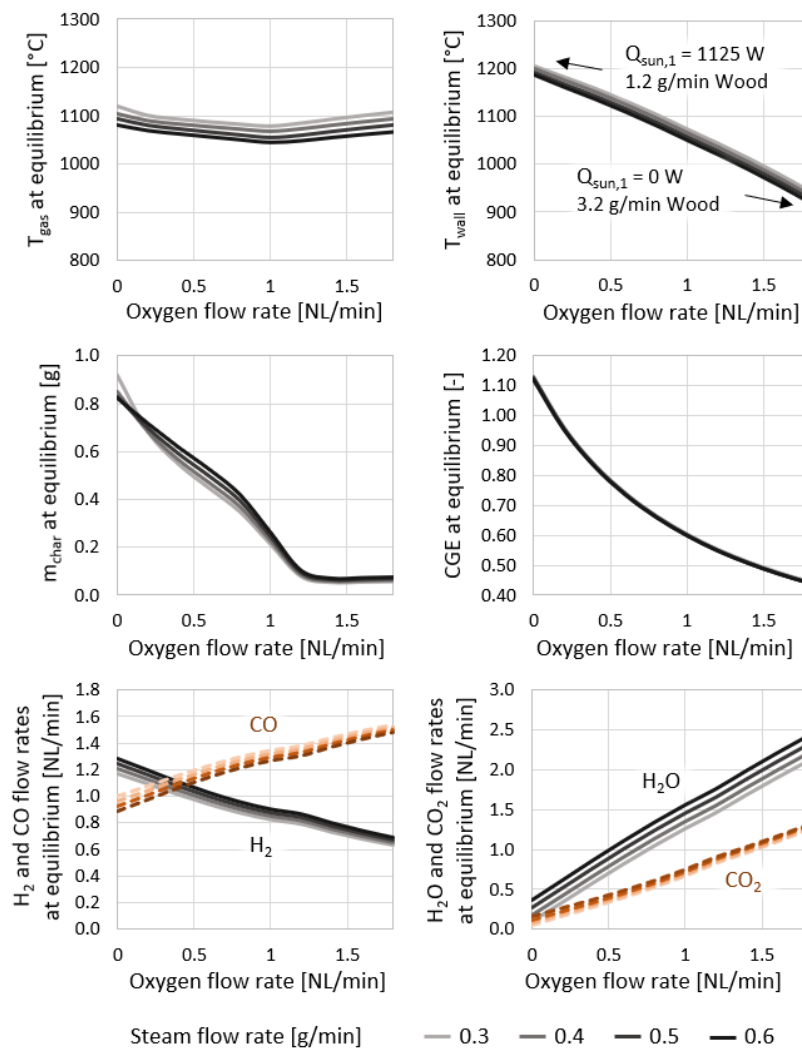 T_gas at equilibrium [°C]
1300
1200
1100
1000
900
800
0
0.5
1
1.5
Oxygen flow rate [NL/min]
T_wall at equilibrium [°C]
1300
1200
1100
1000
900
800
Q_sun,1 = 1125 W
1.2 g/min Wood
Q_sun,1 = 0 W
3.2 g/min Wood
0
0.5
1
1.5
Oxygen flow rate [NL/min]
m_char at equilibrium [g]
1.0
0.8
0.6
0.4
0.2
0.0
0
0.5
1
1.5
Oxygen flow rate [NL/min]
CGE at equilibrium [-]
1.20
1.10
1.00
0.90
0.80
0.70
0.60
0.50
0.40
0
0.5
1
1.5
Oxygen flow rate [NL/min]
H₂ and CO flow rates
at equilibrium [NL/min]
1.8
1.6
1.4
1.2
1.0
0.8
0.6
0.4
0.2
0.0
CO
H₂
0
0.5
1
1.5
Oxygen flow rate [NL/min]
H₂O and CO₂ flow rates
at equilibrium [NL/min]
3.0
2.5
2.0
1.5
1.0
0.5
0.0
H₂O
CO₂
0
0.5
1
1.5
Oxygen flow rate [NL/min]
Steam flow rate [g/min] 0.3 0.4 0.5 0.6